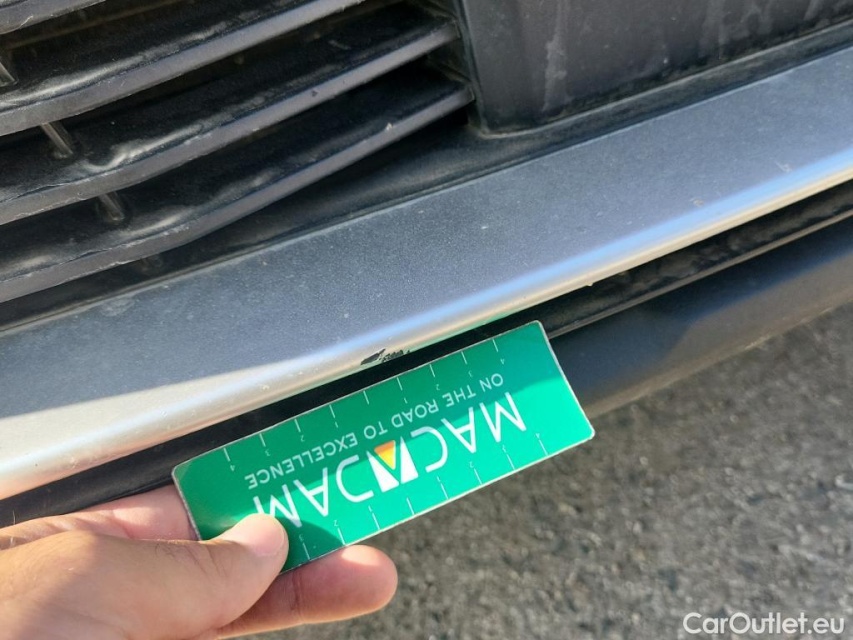 MACADAM
ON THE ROAD TO EXCELLENCE
CarOutlet.eu